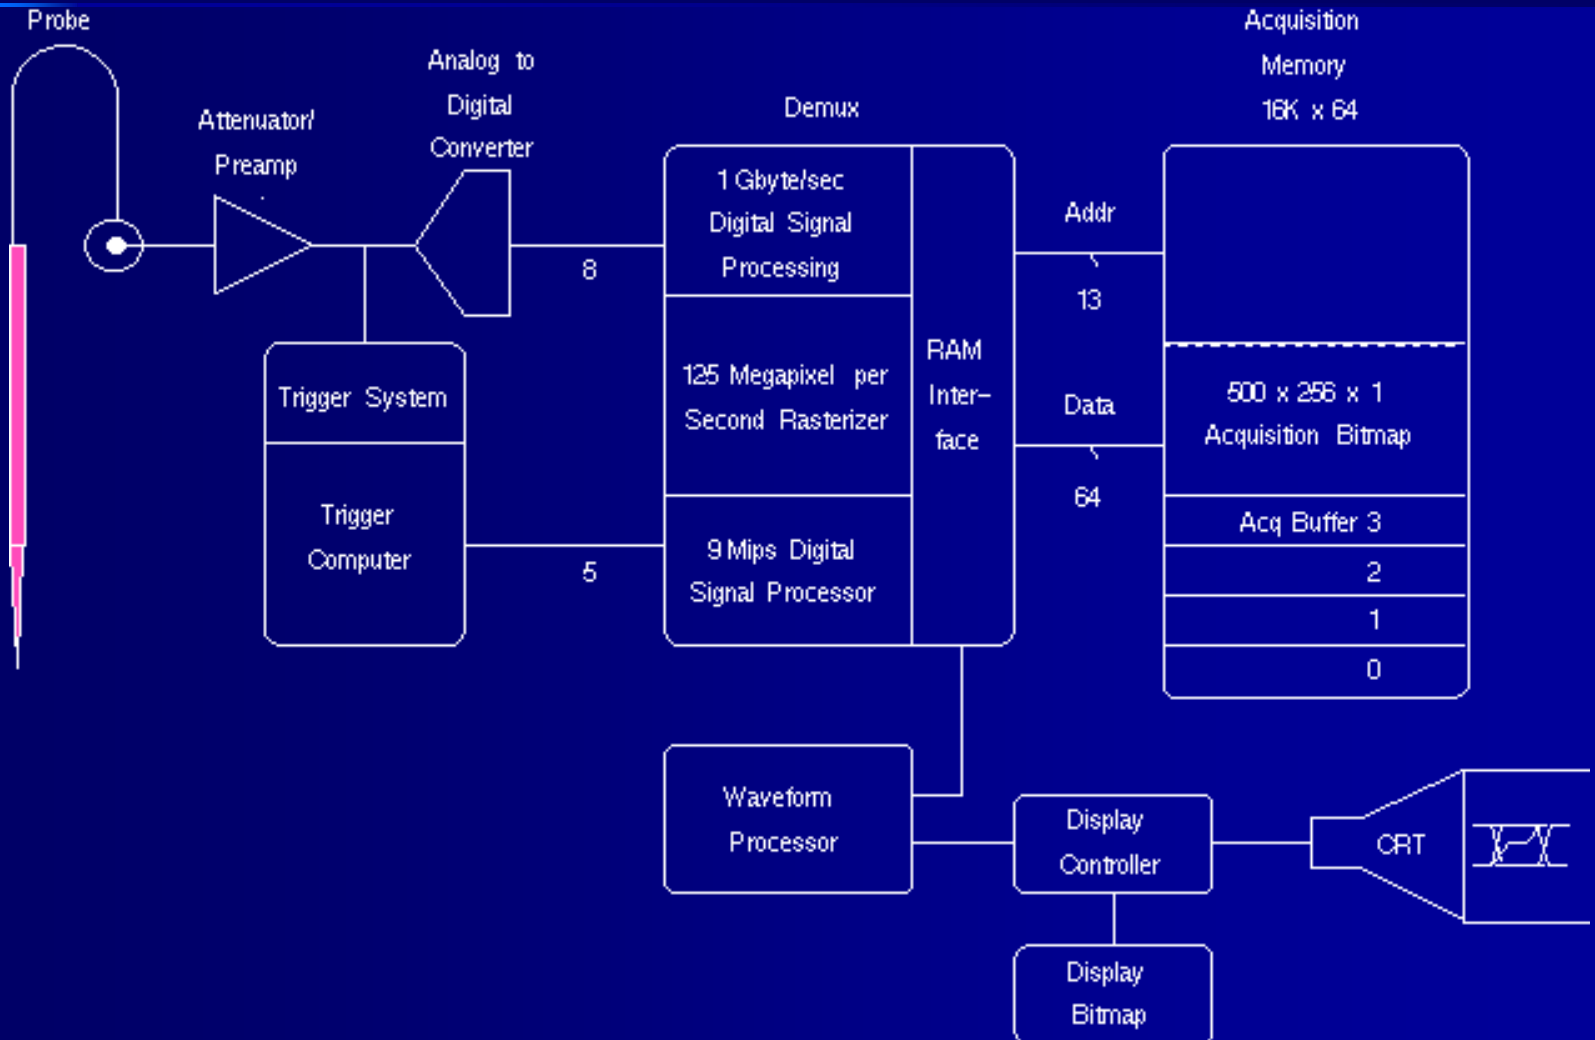 Probe
Attenuator/
Preamp
Analog to
Digital
Converter
8
Trigger System
Trigger
Computer
5
Demux
1 Gbyte/sec
Digital Signal
Processing
125 Megapixel per
Second Rasterizer
9 Mips Digital
Signal Processor
RAM
Inter-
face
Addr
13
Data
64
Acquisition
Memory
16K x 64
500 x 256 x 1
Acquisition Bitmap
Acq Buffer 3
2
1
0
Waveform
Processor
Display
Controller
CRT
Display
Bitmap